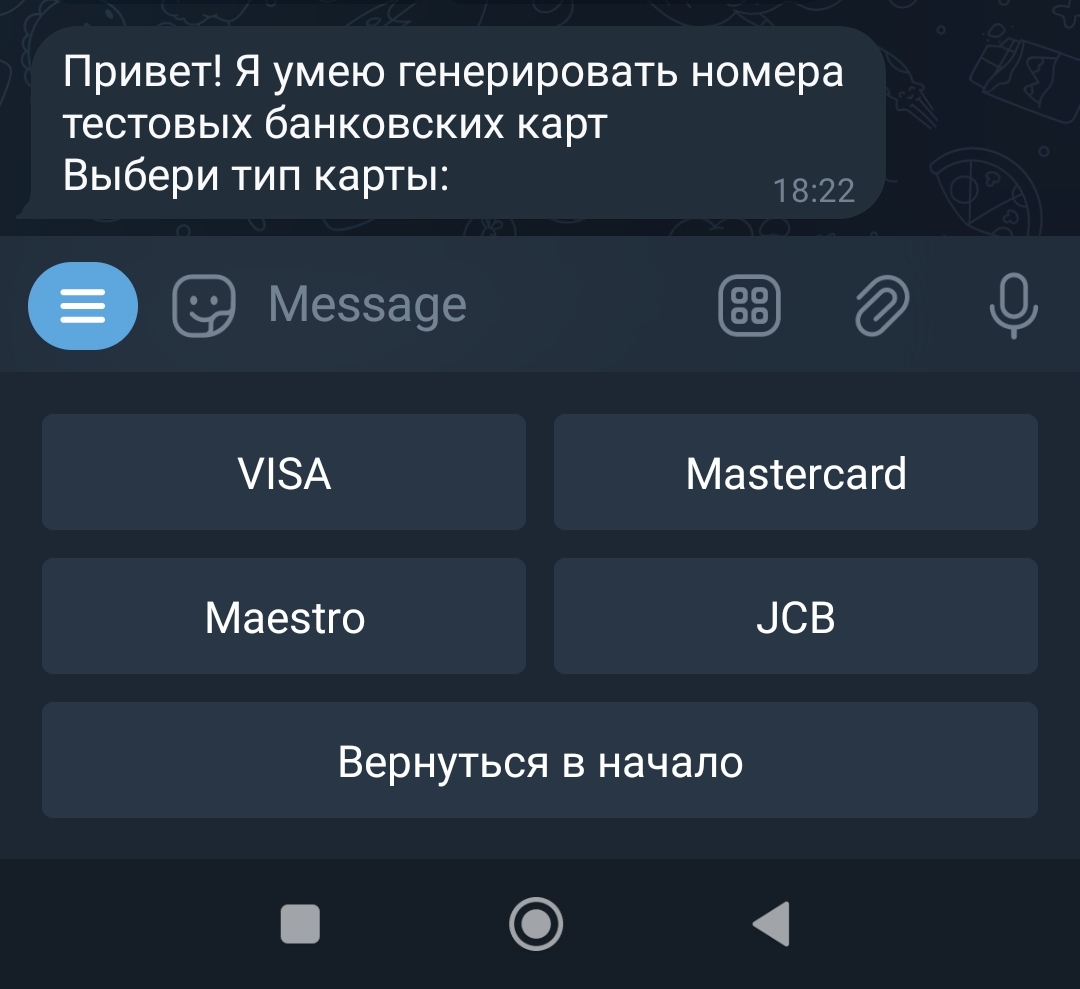 Привет! Я умею генерировать номера
тестовых банковских карт
Выбери тип карты:
18:22
Message
VISA
Mastercard
Maestro
JCB
Вернуться в начало